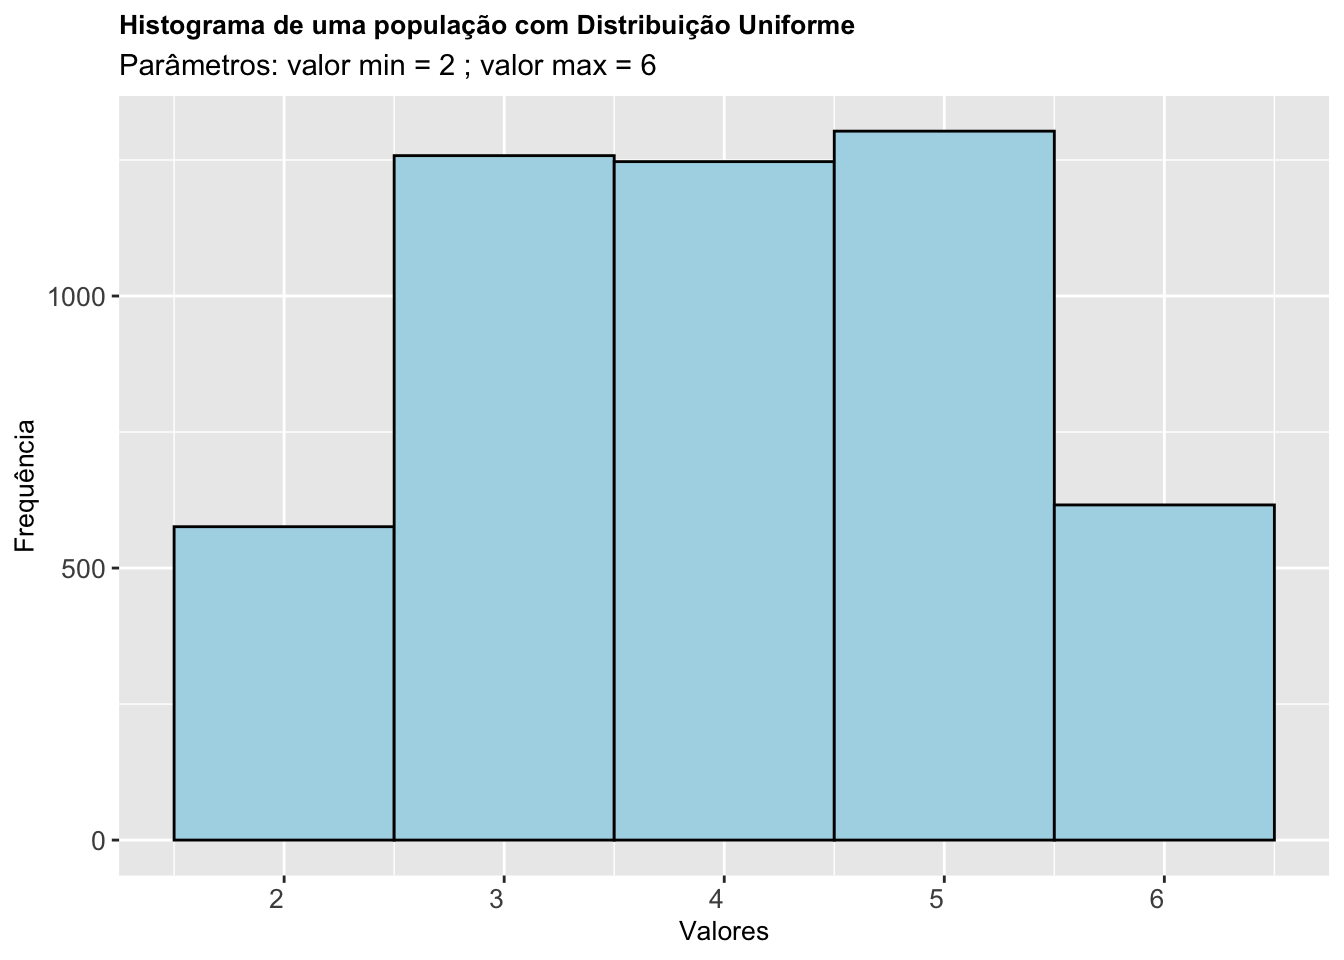 Histograma de uma população com Distribuição Uniforme
Parâmetros: valor min = 2 ; valor max = 6
1000
500
0
Frequência
2 3 4 5 6
Valores